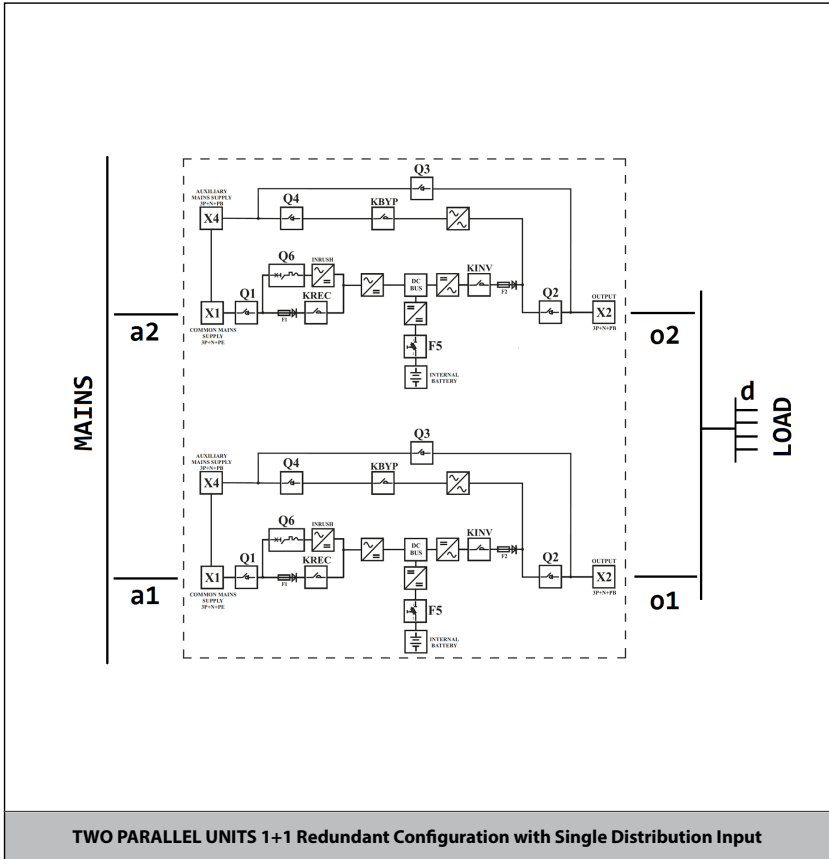 Q3
AUXILIARY
MAINS SUPPLY
3P+N+PB
X4
Q4
KBYP
Q6
INRUSH
Q1
KREC
F1
X1
COMMON MAINS
SUPPLY
3P+N+PE
DC
BUS
KINV
F2
Q2
OUTPUT
X2
3P+N+PB
F5
INTERNAL
BATTERY
a2
o2
MAINS
d
LOAD
Q3
AUXILIARY
MAINS SUPPLY
3P+N+PB
X4
Q4
KBYP
Q6
INRUSH
Q1
KREC
F1
X1
COMMON MAINS
SUPPLY
3P+N+PE
DC
BUS
KINV
F2
Q2
OUTPUT
X2
3P+N+PB
F5
INTERNAL
BATTERY
a1
o1
TWO PARALLEL UNITS 1+1 Redundant Configuration with Single Distribution Input